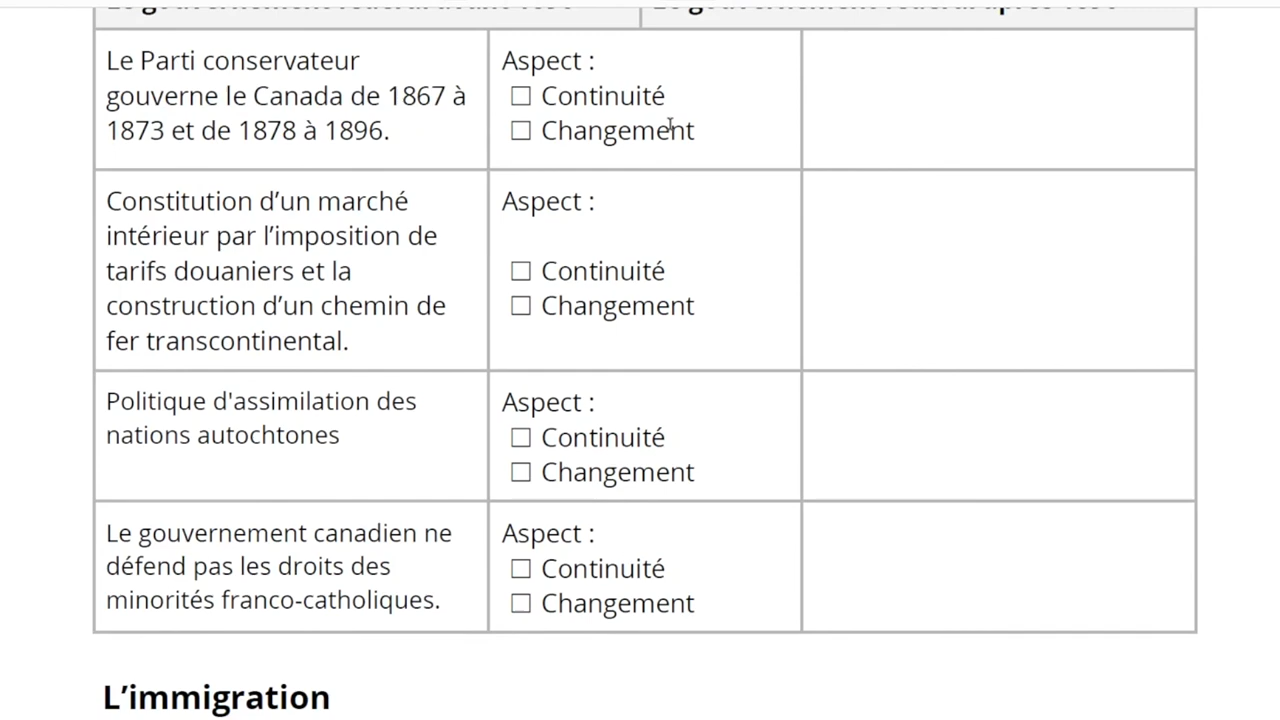 Le Parti conservateur
gouverne le Canada de 1867 à
1873 et de 1878 à 1896.
Aspect :
☐ Continuité
☐ Changement
Constitution d’un marché
intérieur par l’imposition de
tarifs douaniers et la
construction d’un chemin de
fer transcontinental.
Aspect :
☐ Continuité
☐ Changement
Politique d'assimilation des
nations autochtones
Aspect :
☐ Continuité
☐ Changement
Le gouvernement canadien ne
défend pas les droits des
minorités franco-catholiques.
Aspect :
☐ Continuité
☐ Changement
L’immigration